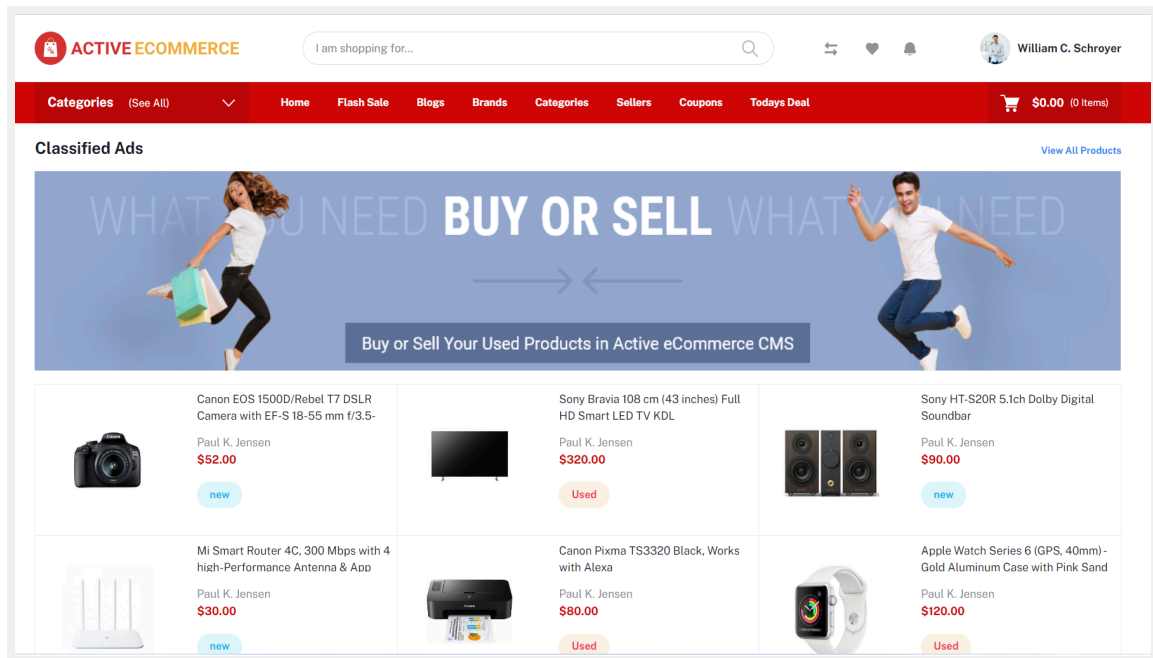 ACTIVE ECOMMERCE
I am shopping for...
William C. Schroyer
Categories (See All)
Home Flash Sale Blogs Brands Categories Sellers Coupons Todays Deal
$0.00 (0 Items)
Classified Ads
View All Products
WHAT YOU NEED BUY OR SELL WHAT YOU NEED
Buy or Sell Your Used Products in Active eCommerce CMS
Canon EOS 1500D/Rebel T7 DSLR
Camera with EF-S 18-55 mm f/3.5-
Paul K. Jensen
$52.00
new
Sony Bravia 108 cm (43 inches) Full
HD Smart LED TV KDL
Paul K. Jensen
$320.00
Used
Sony HT-S20R 5.1ch Dolby Digital
Soundbar
Paul K. Jensen
$90.00
new
Mi Smart Router 4C, 300 Mbps with 4
high-Performance Antenna & App
Paul K. Jensen
$30.00
new
Canon Pixma TS3320 Black, Works
with Alexa
Paul K. Jensen
$80.00
Used
Apple Watch Series 6 (GPS, 40mm) -
Gold Aluminum Case with Pink Sand
Paul K. Jensen
$120.00
Used